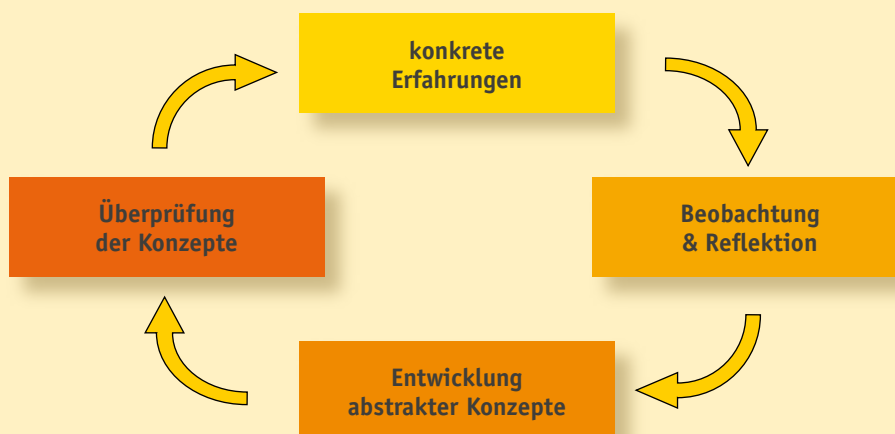 konkrete
Erfahrungen
Beobachtung
& Reflektion
Entwicklung
abstrakter Konzepte
Überprüfung
der Konzepte